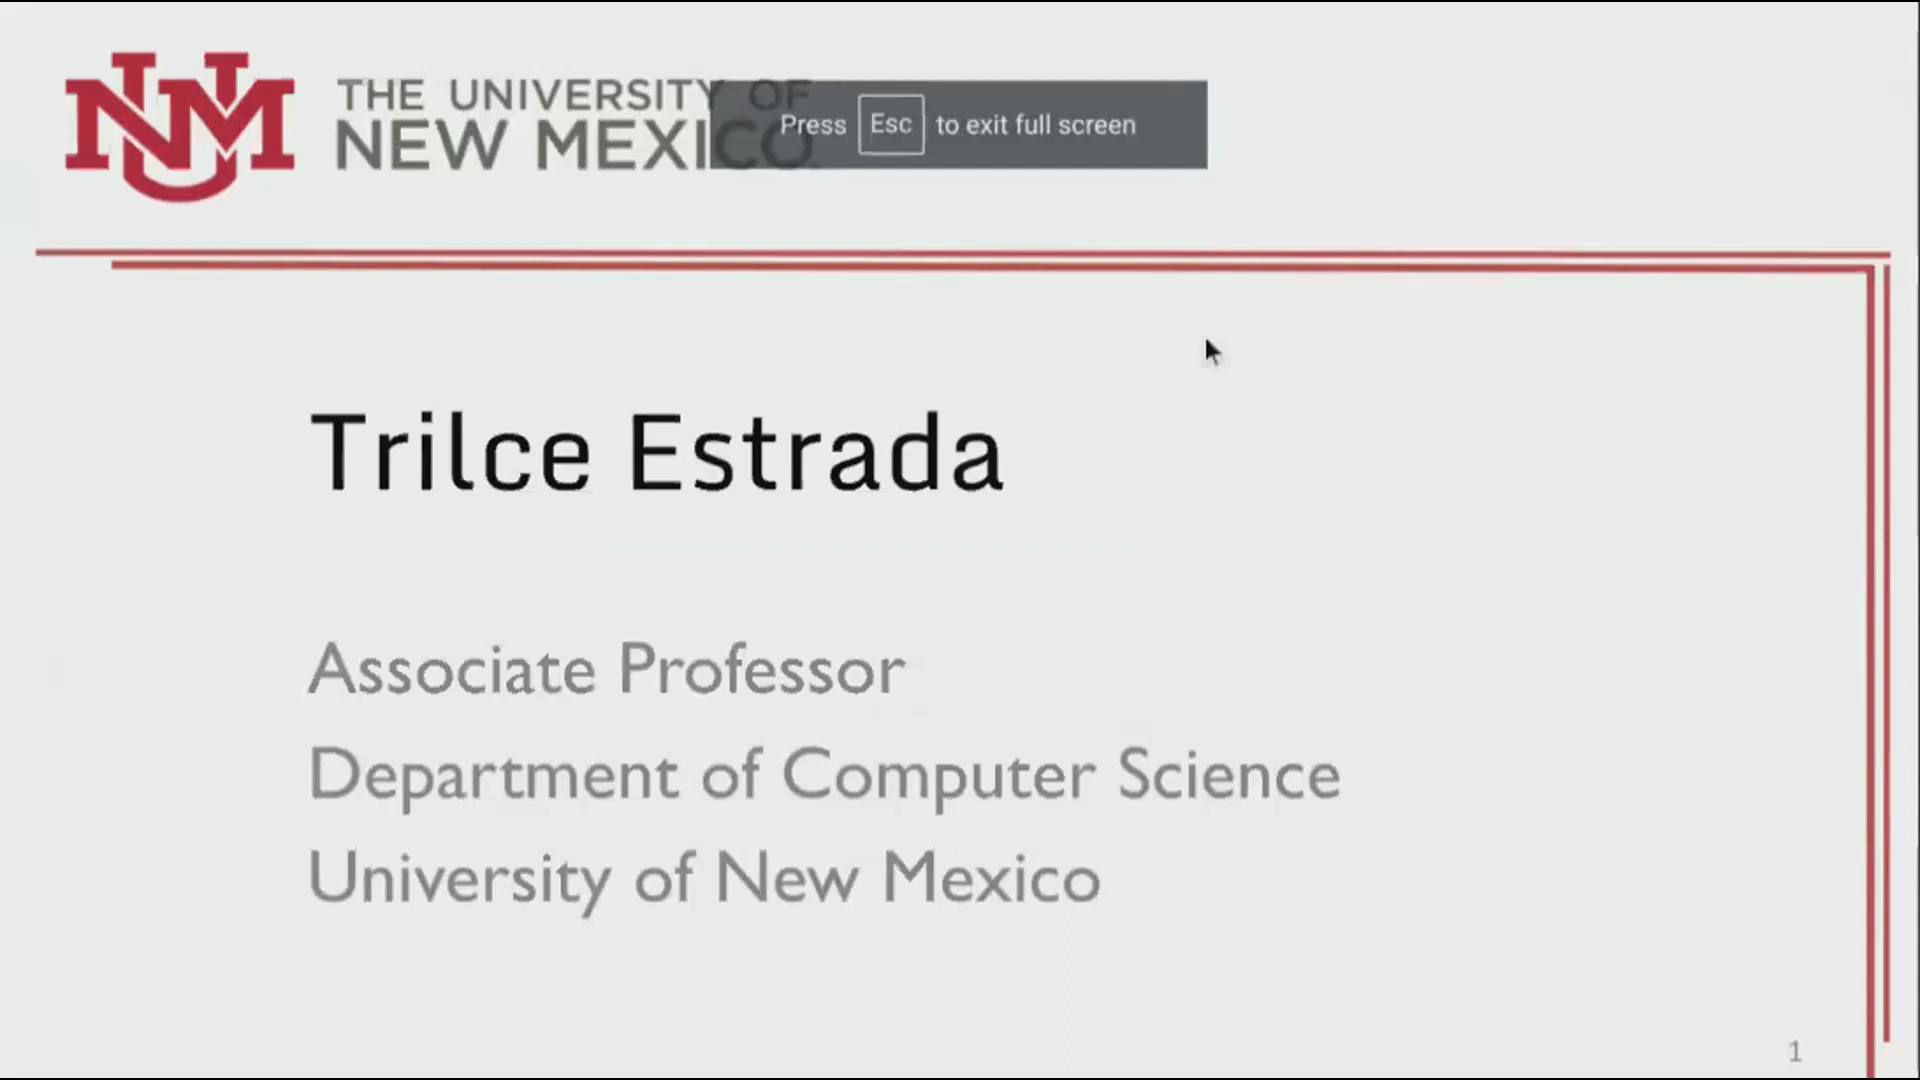 UNM
THE UNIVERSITY OF
NEW MEXICO
Press Esc to exit full screen
Trilce Estrada
Associate Professor
Department of Computer Science
University of New Mexico
1